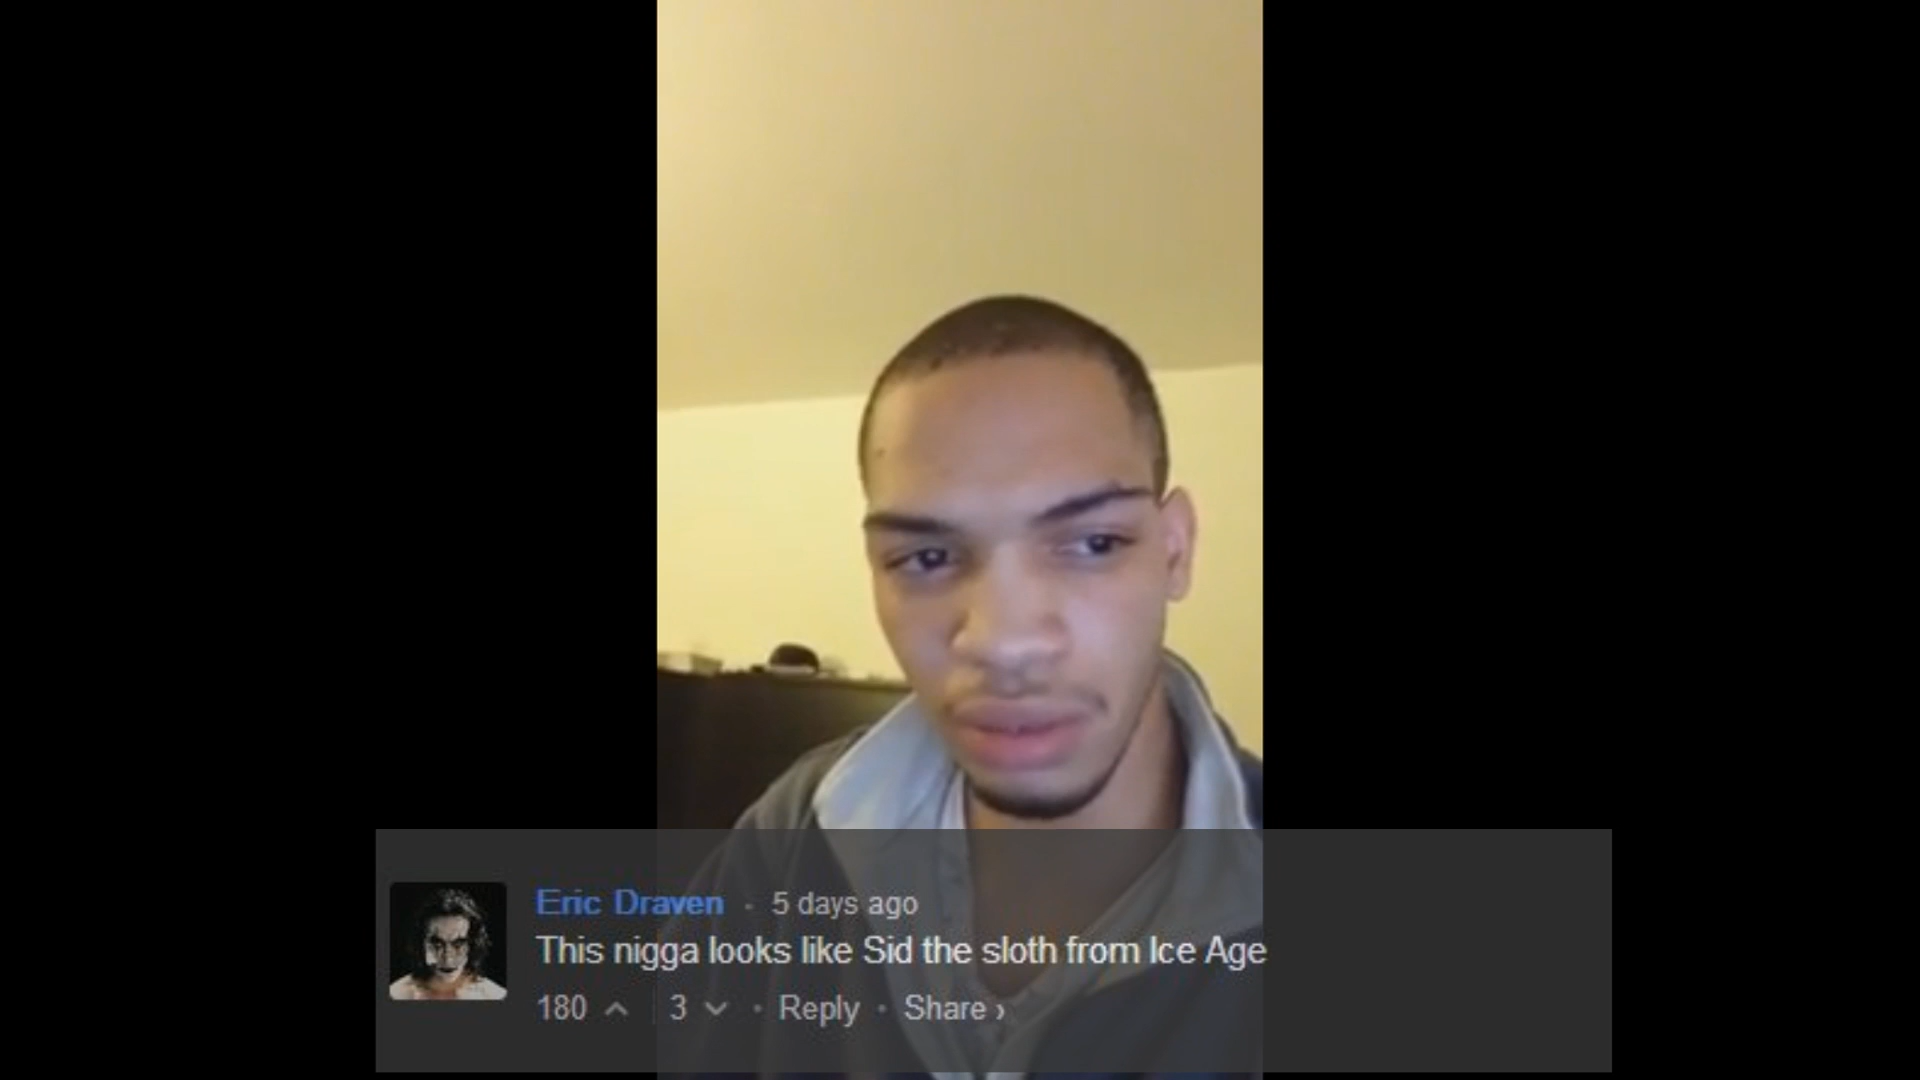 Eric Draven · 5 days ago
This nigga looks like Sid the sloth from Ice Age
180 3 · Reply · Share ›